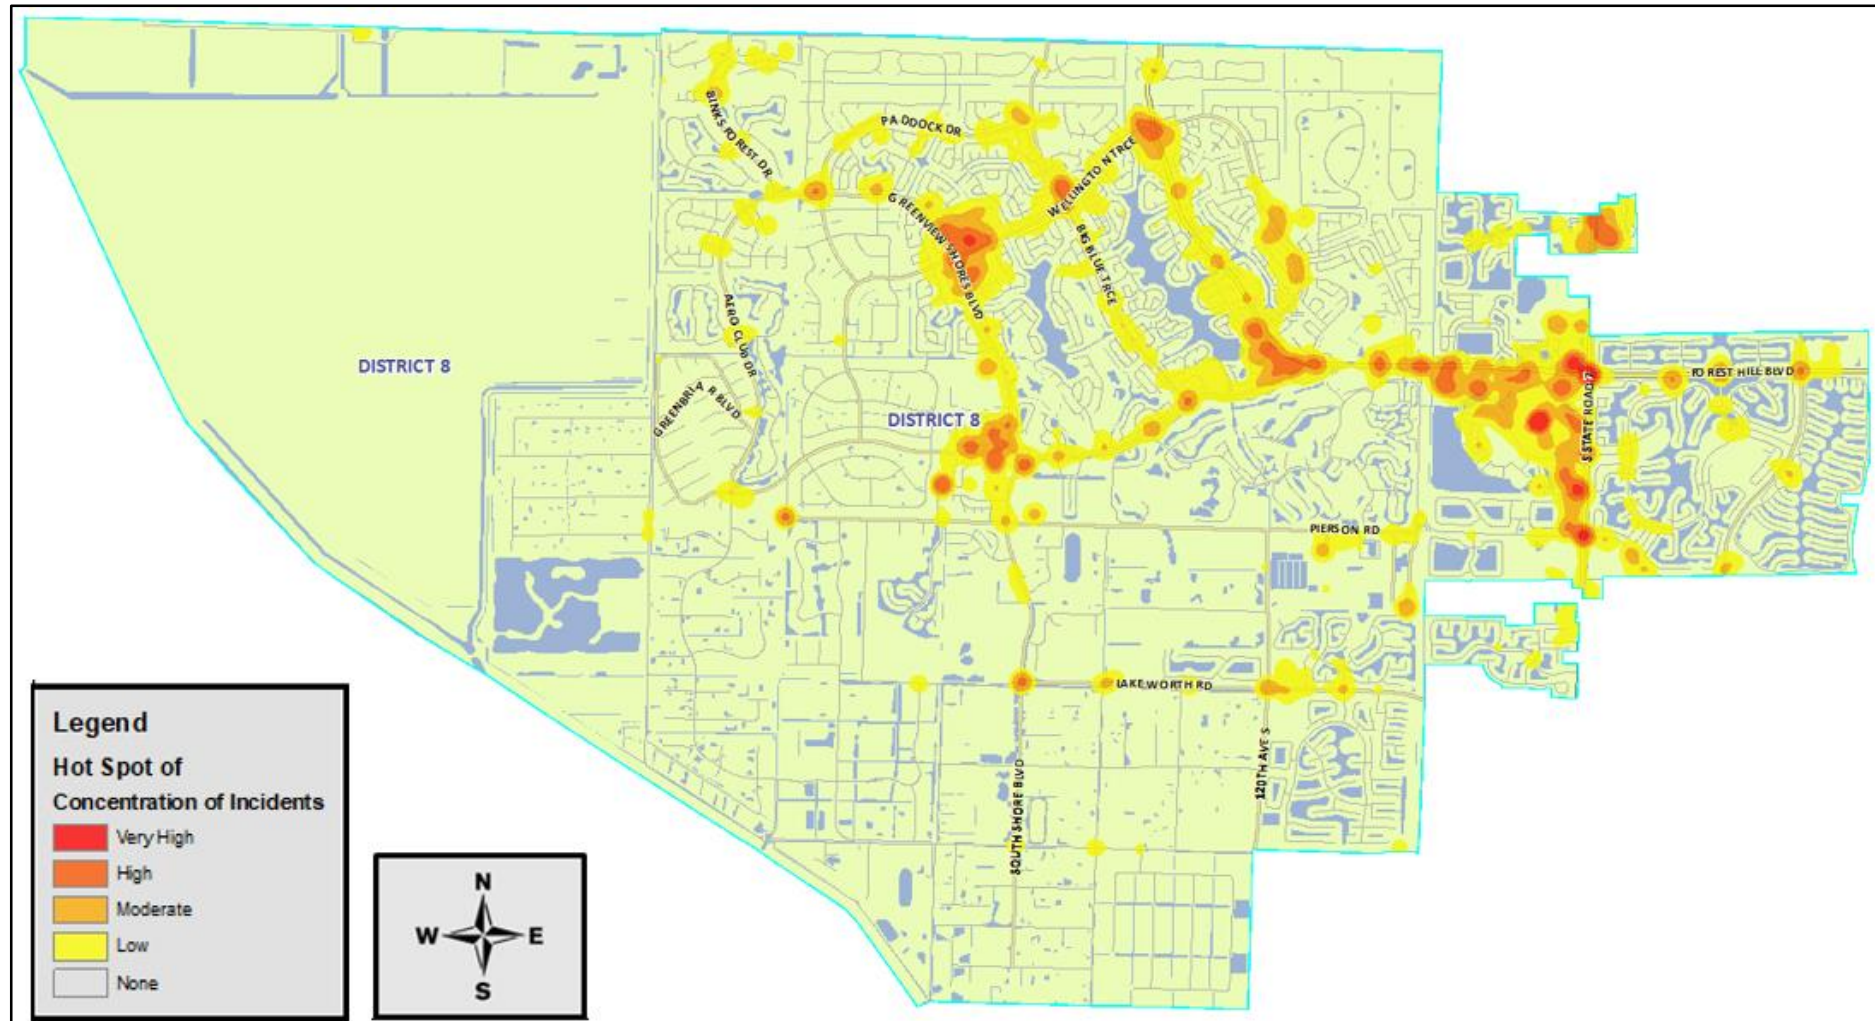 BINKS FOREST DR
PADDOCK DR
WELLINGTON TRCE
GREENVIEW SHORES BLVD
BIG BLUE TRCE
AERO CLUB DR
DISTRICT 8
GREENBRIAR BLVD
DISTRICT 8
FOREST HILL BLVD
S STATE ROAD 7
PIERSON RD
LAKE WORTH RD
SOUTH SHORE BLVD
120TH AVE S
Legend
Hot Spot of
Concentration of Incidents
Very High
High
Moderate
Low
None
N
W E
S